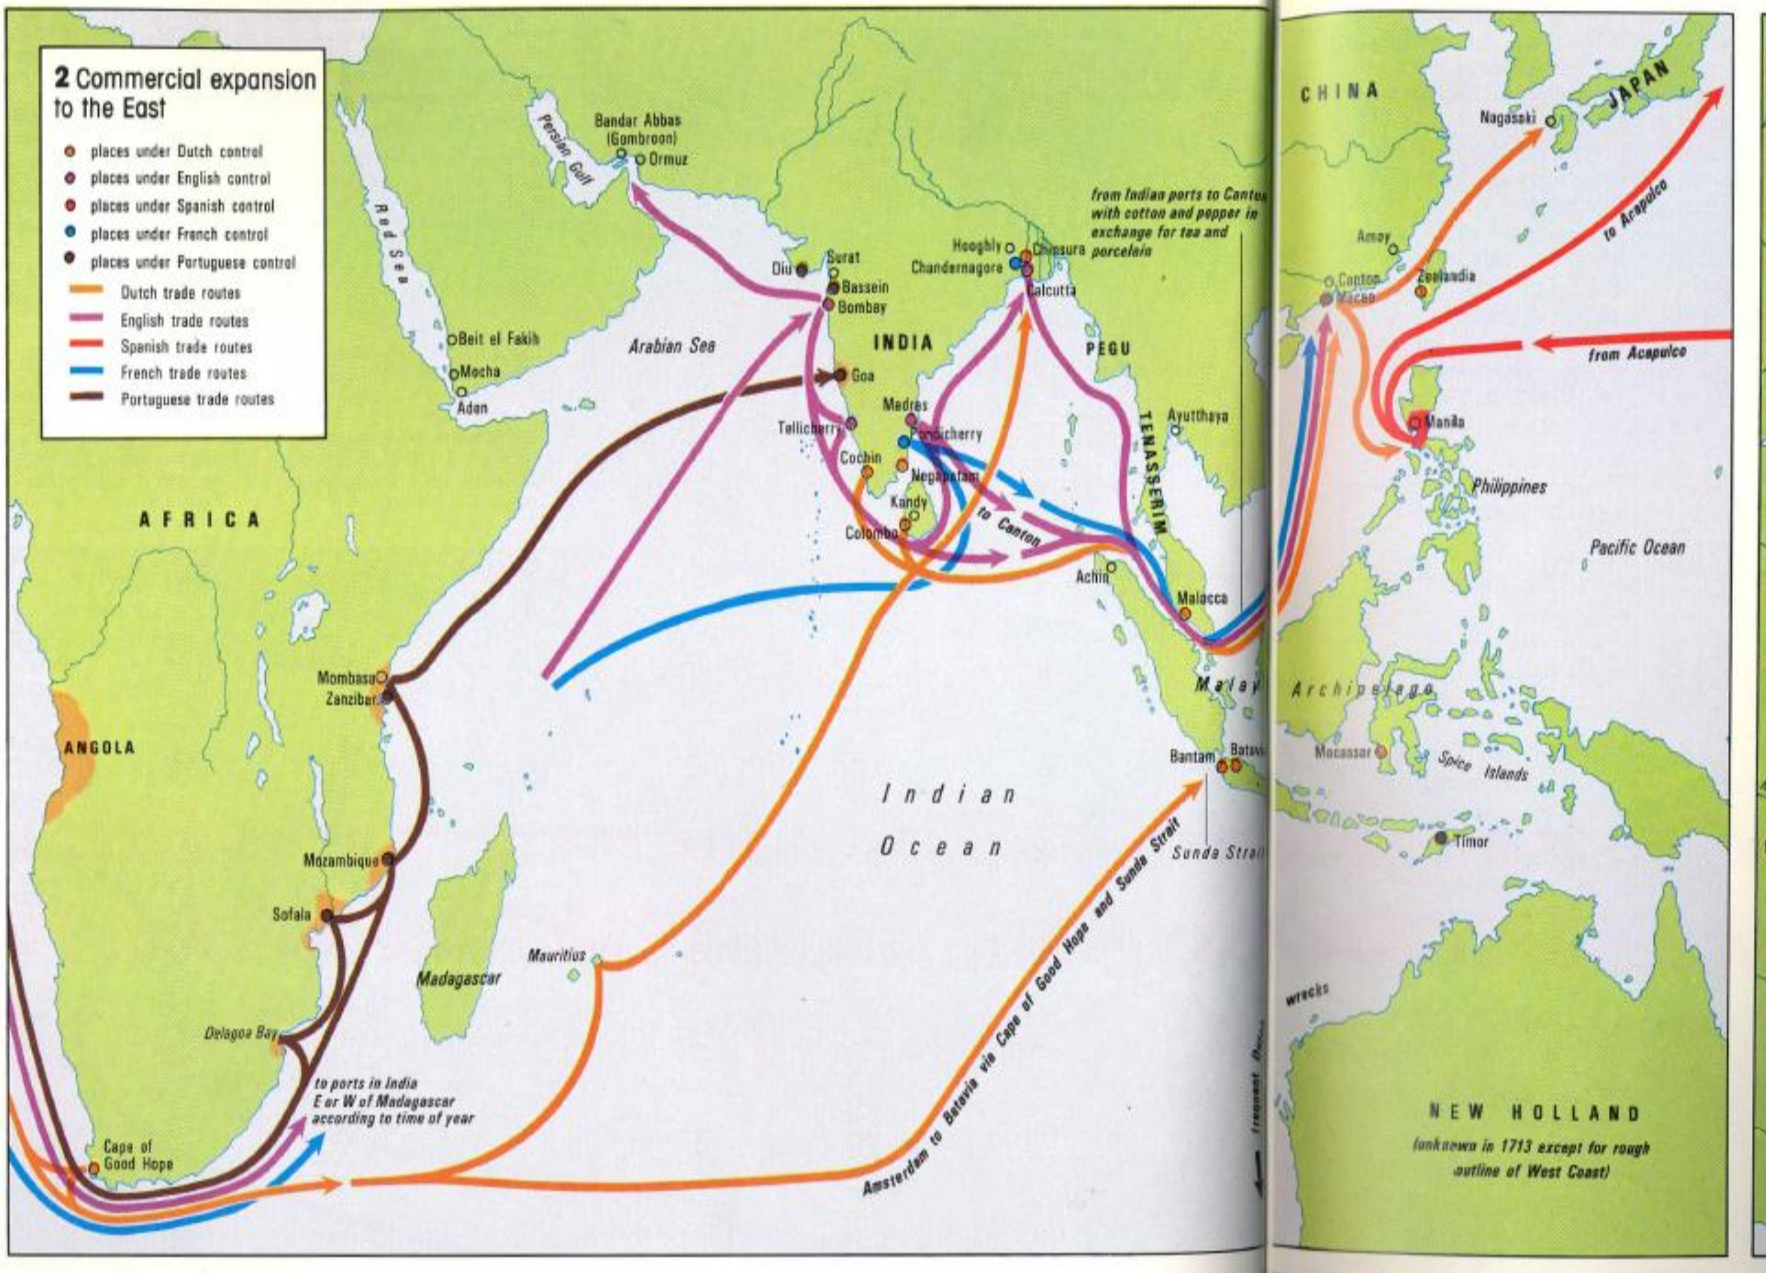 2 Commercial expansion
to the East
places under Dutch control
places under English control
places under Spanish control
places under French control
places under Portuguese control
Dutch trade routes
English trade routes
Spanish trade routes
French trade routes
Portuguese trade routes
Persian Gulf
Bandar Abbas
(Gombroon)
Ormuz
Red Sea
Beit el Fakih
Mocha
Aden
Arabian Sea
Diu
Surat
Bassein
Bombay
INDIA
Goa
Tellicherry
Cochin
Madras
Pondicherry
Negapatam
Kandy
Colombo
Hooghly
Chinsura
Chandernagore
Calcutta
from Indian ports to Canton
with cotton and pepper in
exchange for tea and
porcelain
PEGU
TENASSERIM
Ayutthaya
to Canton
Achin
Malacca
Malay
Archipelago
Bantam
Batavia
Sunda Strait
CHINA
JAPAN
Nagasaki
Amoy
Canton
Macao
Zeelandia
to Acapulco
from Acapulco
Manila
Philippines
Pacific Ocean
Macassar
Spice Islands
Timor
AFRICA
ANGOLA
Mombasa
Zanzibar
Mozambique
Sofala
Delagoa Bay
Madagascar
Mauritius
Indian
Ocean
to ports in India
E or W of Madagascar
according to time of year
Cape of
Good Hope
Amsterdam to Batavia via Cape of Good Hope and Sunda Strait
frequent
wrecks
NEW HOLLAND
(unknown in 1713 except for rough
outline of West Coast)